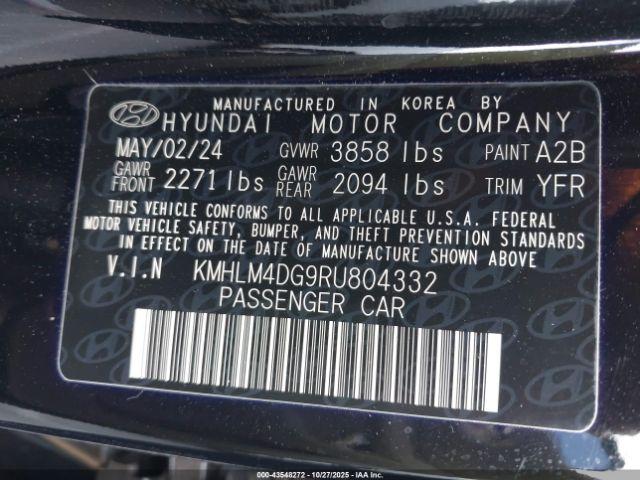 MANUFACTURED IN KOREA BY
HYUNDAI MOTOR COMPANY
MAY/02/24 GVWR 3858 lbs PAINT A2B
GAWR FRONT 2271 lbs GAWR REAR 2094 lbs TRIM YFR
THIS VEHICLE CONFORMS TO ALL APPLICABLE U.S.A. FEDERAL
MOTOR VEHICLE SAFETY, BUMPER, AND THEFT PREVENTION STANDARDS
IN EFFECT ON THE DATE OF MANUFACTURE SHOWN ABOVE.
V.I.N KMHLM4DG9RU804332
PASSENGER CAR
000-43548272 - 10/27/2025 - IAAI.COM